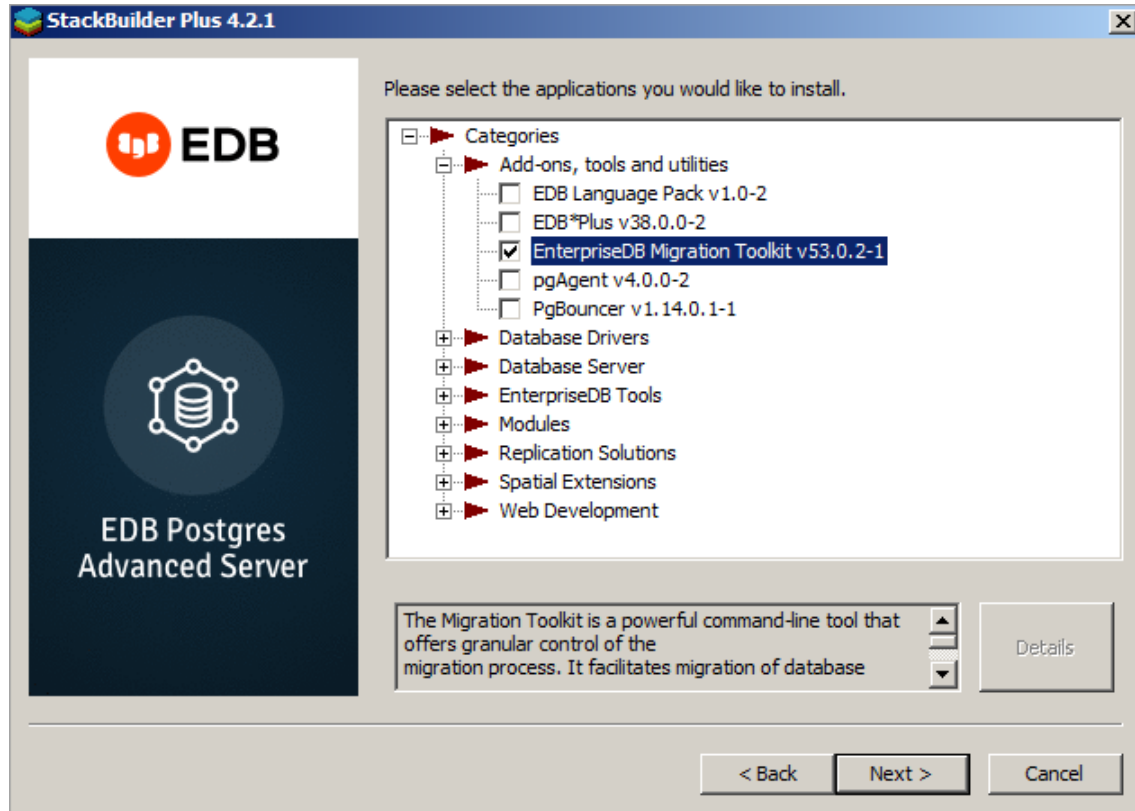 StackBuilder Plus 4.2.1
EDB
EDB Postgres
Advanced Server
Please select the applications you would like to install.
Categories
Add-ons, tools and utilities
EDB Language Pack v1.0-2
EDB*Plus v38.0.0-2
EnterpriseDB Migration Toolkit v53.0.2-1
pgAgent v4.0.0-2
PgBouncer v1.14.0.1-1
Database Drivers
Database Server
EnterpriseDB Tools
Modules
Replication Solutions
Spatial Extensions
Web Development
The Migration Toolkit is a powerful command-line tool that
offers granular control of the
migration process. It facilitates migration of database
Details
< Back
Next >
Cancel